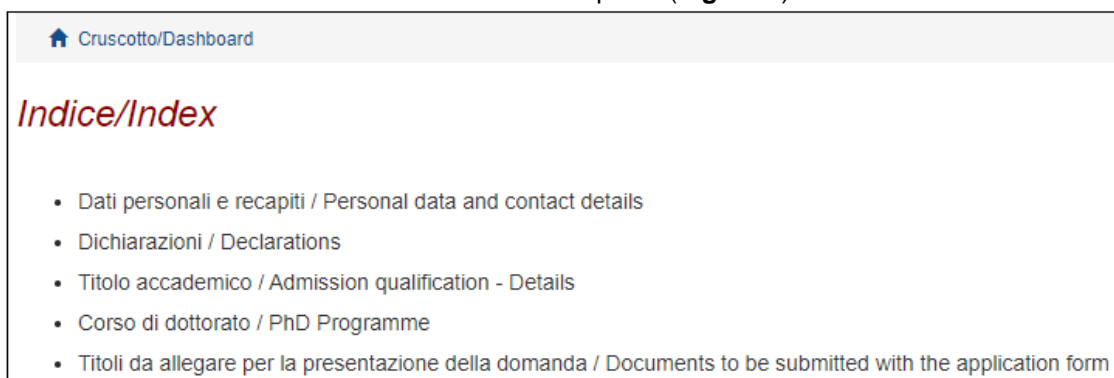 Cruscotto/Dashboard
Indice/Index
• Dati personali e recapiti / Personal data and contact details
• Dichiarazioni / Declarations
• Titolo accademico / Admission qualification - Details
• Corso di dottorato / PhD Programme
• Titoli da allegare per la presentazione della domanda / Documents to be submitted with the application form